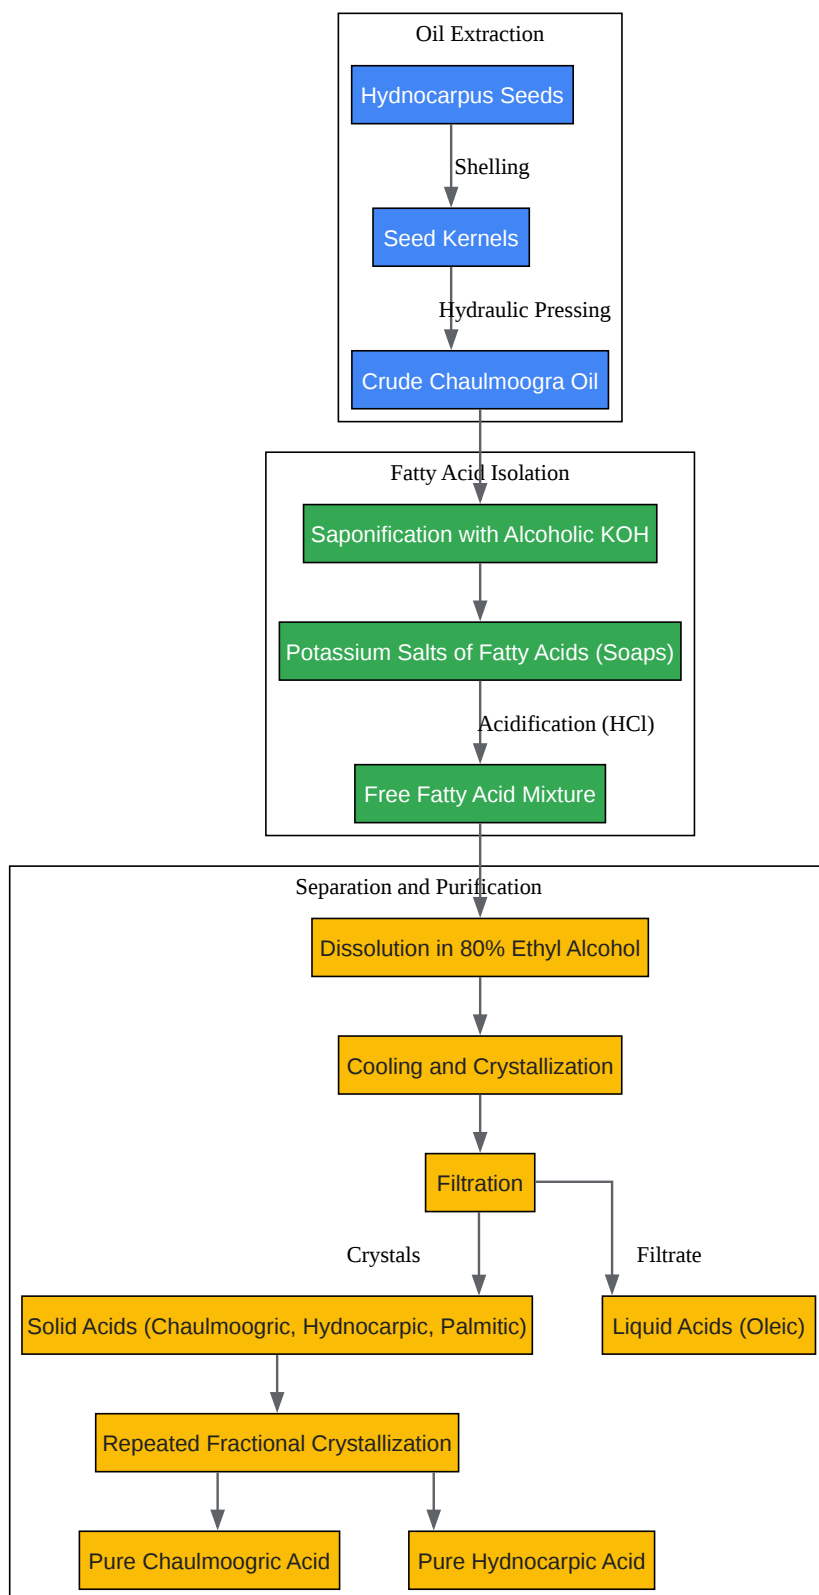 Oil Extraction
Hydnocarpus Seeds
Shelling
Seed Kernels
Hydraulic Pressing
Crude Chaulmoogra Oil
Fatty Acid Isolation
Saponification with Alcoholic KOH
Potassium Salts of Fatty Acids (Soaps)
Acidification (HCl)
Free Fatty Acid Mixture
Separation and Purification
Dissolution in 80% Ethyl Alcohol
Cooling and Crystallization
Filtration
Crystals
Filtrate
Solid Acids (Chaulmoogric, Hydnocarpic, Palmitic)
Liquid Acids (Oleic)
Repeated Fractional Crystallization
Pure Chaulmoogric Acid
Pure Hydnocarpic Acid